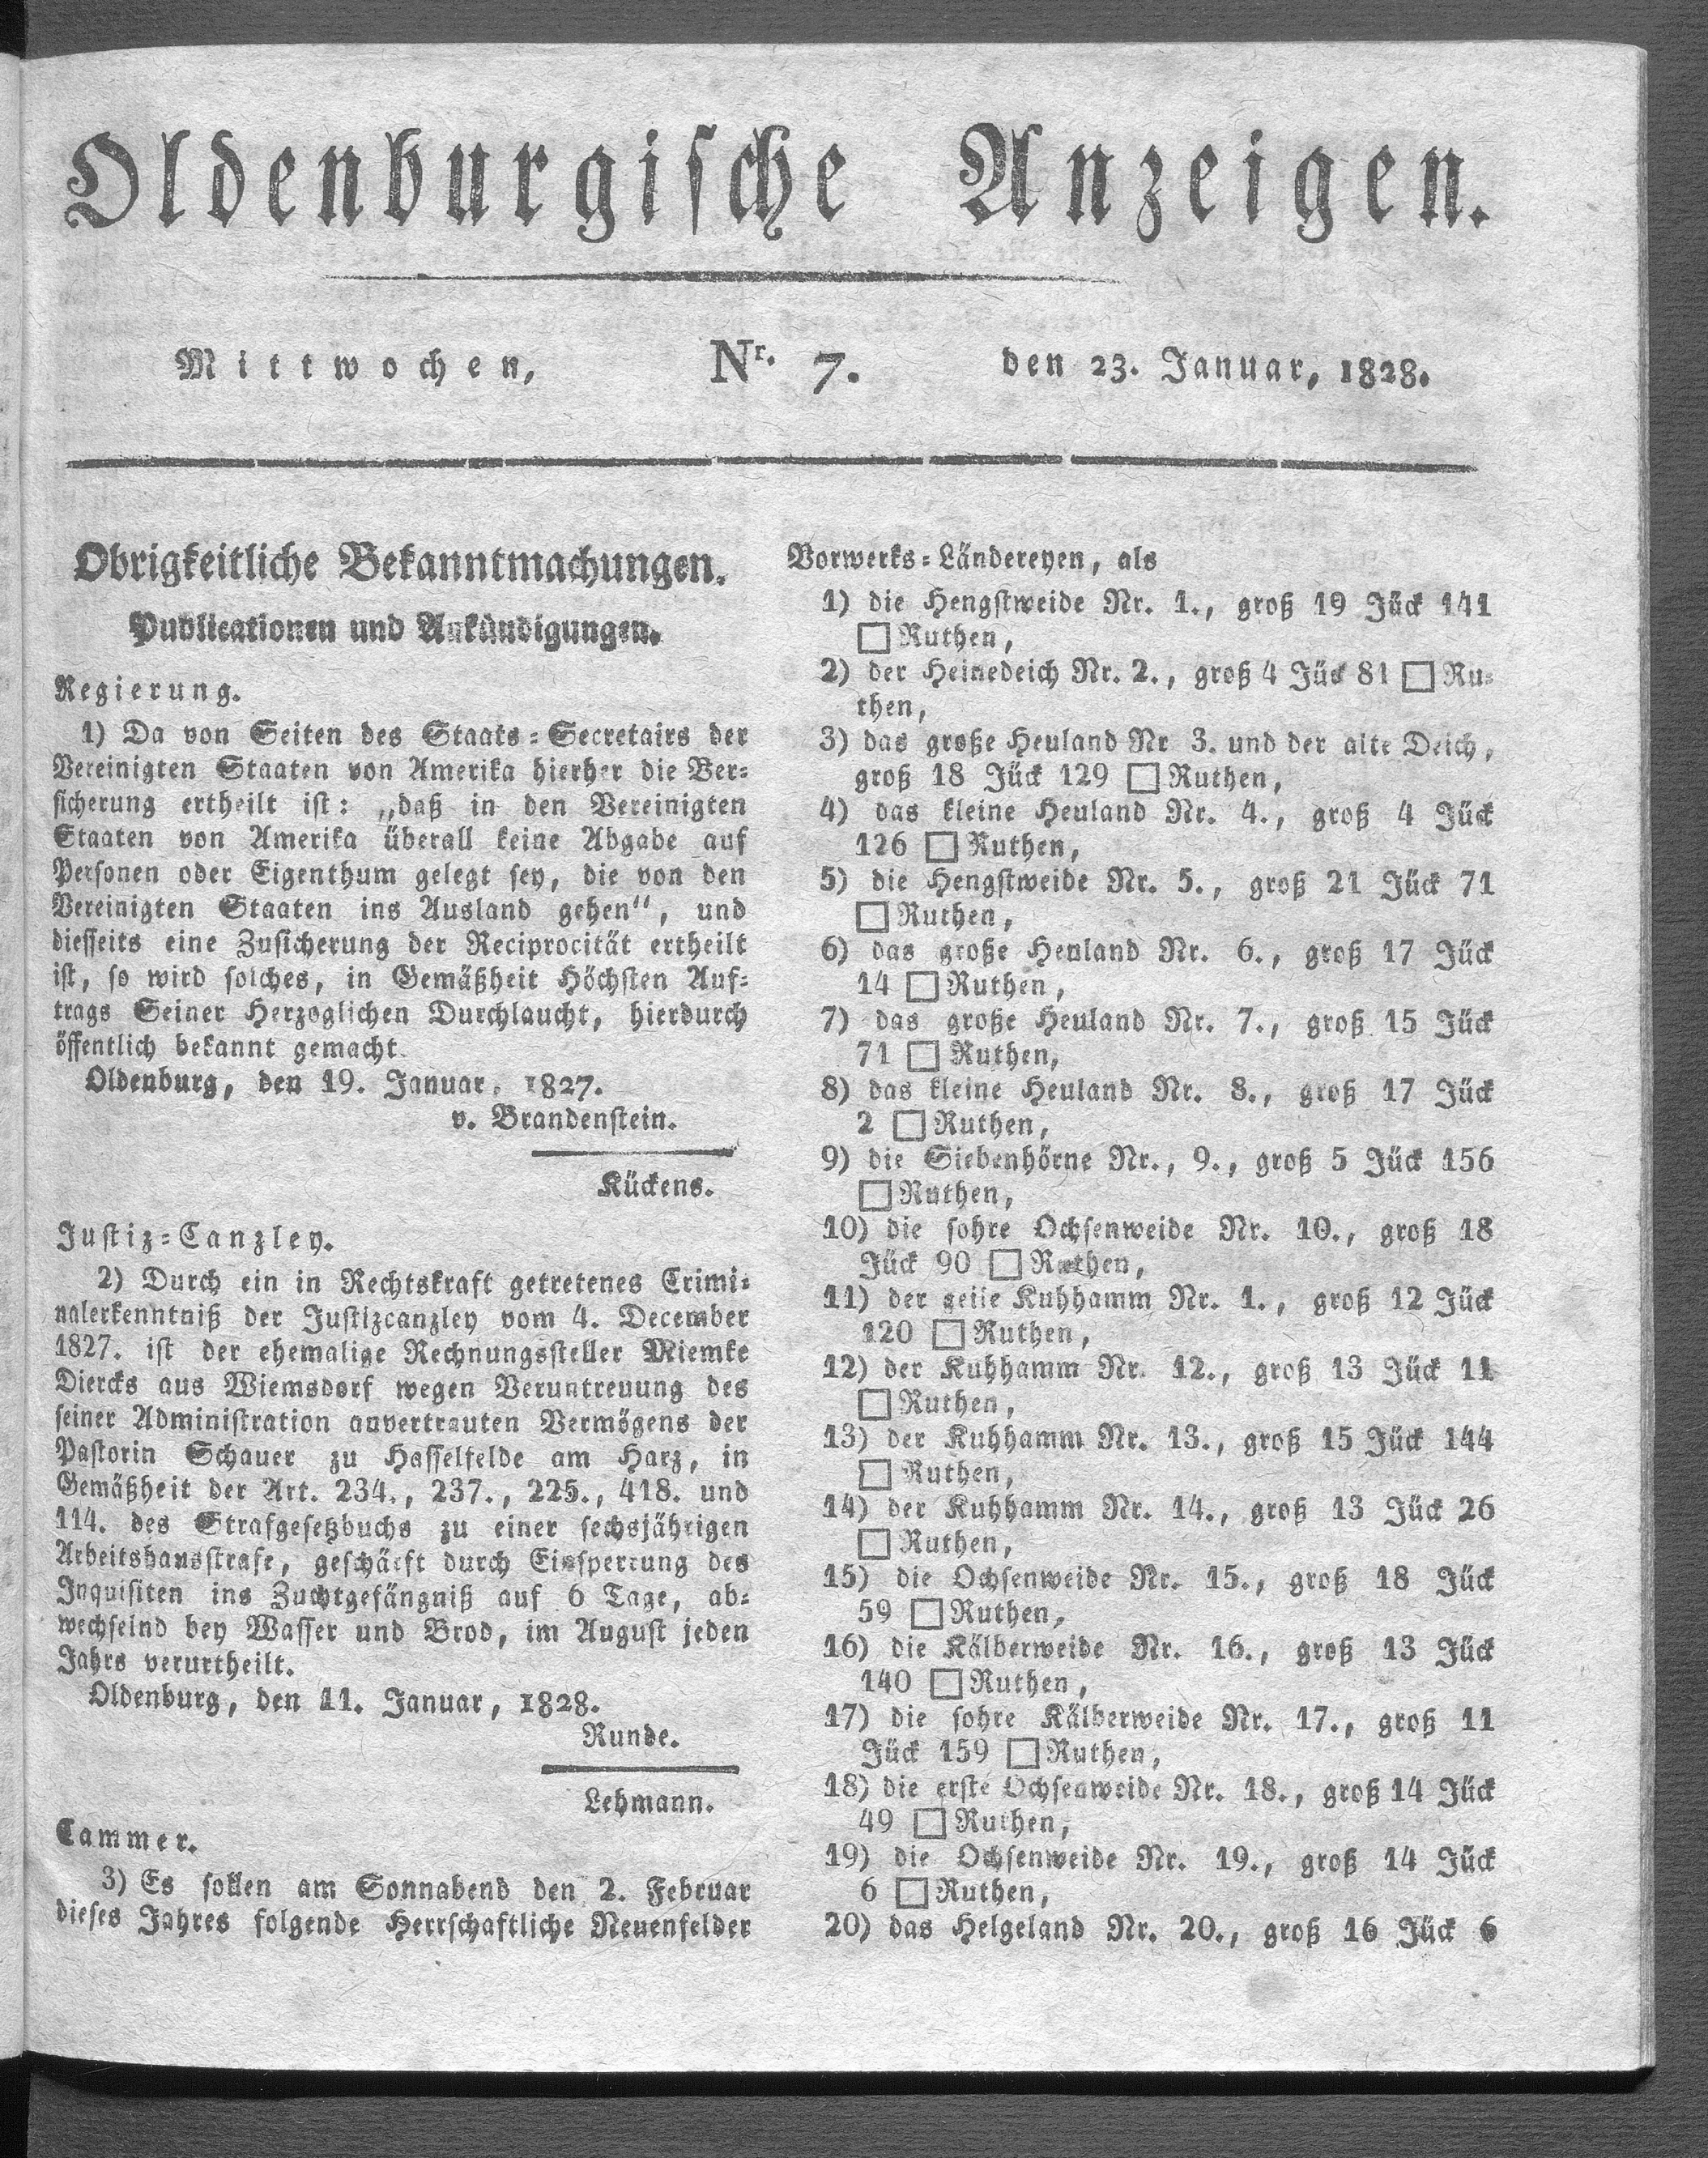 Oldenburgische Anzeigen.
Mittwochen, Nr. 7. den 23. Januar, 1828.
Obrigkeitliche Bekanntmachungen.
Publicationen und Ankündigungen.
Regierung.
1) Da von Seiten des Staats-Secretairs der
Vereinigten Staaten von Amerika hierher die Ver-
sicherung ertheilt ist: „daß in den Vereinigten
Staaten von Amerika überall keine Abgabe auf
Personen oder Eigenthum gelegt sey, die von den
Vereinigten Staaten ins Ausland gehen“, und
diesseits eine Zusicherung der Reciprocität ertheilt
ist, so wird solches, in Gemäßheit Höchsten Auf-
trags Seiner Herzoglichen Durchlaucht, hierdurch
öffentlich bekannt gemacht.
Oldenburg, den 19. Januar, 1827.
v. Brandenstein.
Kückens.
Justiz-Canzley.
2) Durch ein in Rechtskraft getretenes Crimi-
nalerkenntniß der Justizcanzley vom 4. December
1827. ist der ehemalige Rechnungssteller Miemke
Diercks aus Wiemsdorf wegen Veruntreuung des
seiner Administration anvertrauten Vermögens der
Pastorin Schauer zu Hasselfelde am Harz, in
Gemäßheit der Art. 234., 237., 225., 418. und
114. des Strafgesetzbuchs zu einer sechsjährigen
Arbeitshausstrafe, geschärft durch Einsperrung des
Inquisiten ins Zuchtgefängniß auf 6 Tage, ab-
wechselnd bey Wasser und Brod, im August jeden
Jahrs verurtheilt.
Oldenburg, den 11. Januar, 1828.
Runde.
Lehmann.
Cammer.
3) Es sollen am Sonnabend den 2. Februar
dieses Jahres folgende Herrschaftliche Neuenfelder
Vorwerks-Ländereyen, als
1) die Hengstweide Nr. 1., groß 19 Jück 141
□ Ruthen,
2) der Heinedeich Nr. 2., groß 4 Jück 81 □ Ru-
then,
3) das große Heuland Nr 3. und der alte Deich,
groß 18 Jück 129 □ Ruthen,
4) das kleine Heuland Nr. 4., groß 4 Jück
126 □ Ruthen,
5) die Hengstweide Nr. 5., groß 21 Jück 71
□ Ruthen,
6) das große Heuland Nr. 6., groß 17 Jück
14 □ Ruthen,
7) das große Heuland Nr. 7., groß 15 Jück
71 □ Ruthen,
8) das kleine Heuland Nr. 8., groß 17 Jück
2 □ Ruthen,
9) die Siebenhörne Nr., 9., groß 5 Jück 156
□ Ruthen,
10) die sohre Ochsenweide Nr. 10., groß 18
Jück 90 □ Ruthen,
11) der geile Kuhhamm Nr. 1., groß 12 Jück
120 □ Ruthen,
12) der Kuhhamm Nr. 12., groß 13 Jück 11
□ Ruthen,
13) der Kuhhamm Nr. 13., groß 15 Jück 144
□ Ruthen,
14) der Kuhhamm Nr. 14., groß 13 Jück 26
□ Ruthen,
15) die Ochsenweide Nr. 15., groß 18 Jück
59 □ Ruthen,
16) die Kälberweide Nr. 16., groß 13 Jück
140 □ Ruthen,
17) die sohre Kälberweide Nr. 17., groß 11
Jück 159 □ Ruthen,
18) die erste Ochsenweide Nr. 18., groß 14 Jück
49 □ Ruthen,
19) die Ochsenweide Nr. 19., groß 14 Jück
6 □ Ruthen,
20) das Helgeland Nr. 20., groß 16 Jück 6